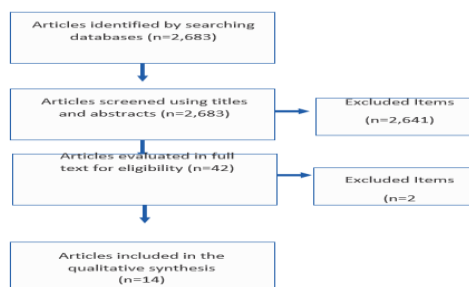 Articles identified by searching
databases (n=2,683)
Articles screened using titles
and abstracts (n=2,683)
Excluded Items
(n=2,641)
Articles evaluated in full
text for eligibility (n=42)
Excluded Items
(n=2
Articles included in the
qualitative synthesis
(n=14)